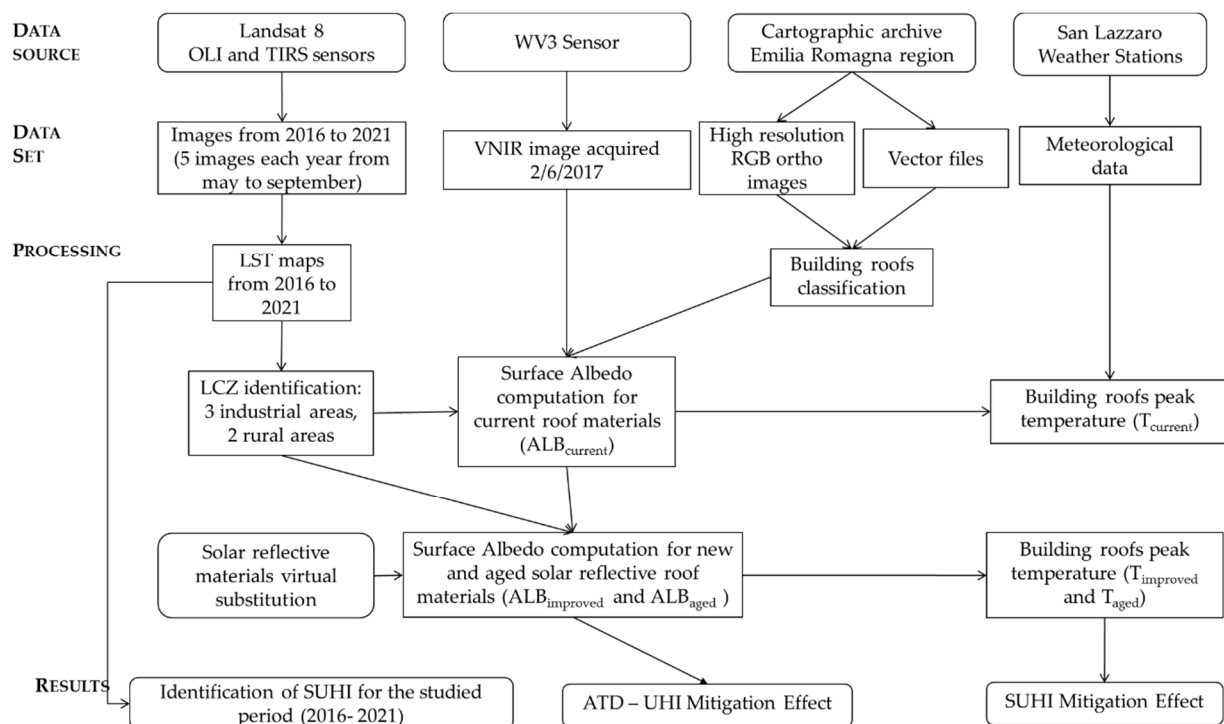 DATA
SOURCE
Landsat 8
OLI and TIRS sensors
WV3 Sensor
Cartographic archive
Emilia Romagna region
San Lazzaro
Weather Stations
DATA
SET
Images from 2016 to 2021
(5 images each year from
may to september)
VNIR image acquired
2/6/2017
High resolution
RGB ortho
images
Vector files
Meteorological
data
PROCESSING
LST maps
from 2016 to
2021
Building roofs
classification
LCZ identification:
3 industrial areas,
2 rural areas
Surface Albedo
computation for
current roof materials
(ALBcurrent)
Building roofs peak
temperature (Tcurrent)
Solar reflective
materials virtual
substitution
Surface Albedo computation for new
and aged solar reflective roof
materials (ALBimproved and ALBaged )
Building roofs peak
temperature (Timproved
and Taged)
RESULTS
Identification of SUHI for the studied
period (2016- 2021)
ATD – UHI Mitigation Effect
SUHI Mitigation Effect